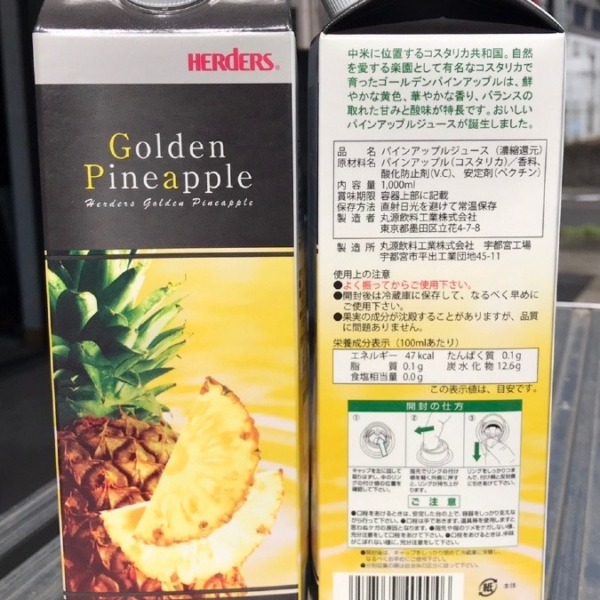 HERDERS
Golden
Pineapple
Herders Golden Pineapple
中米に位置するコスタリカ共和国。自然
を愛する楽園として有名なコスタリカで
育ったゴールデンパインアップルは、鮮
やかな黄色、華やかな香り、バランスの
取れた甘みと酸味が特長です。おいしい
パインアップルジュースが誕生しました。
品名 パインアップルジュース（濃縮還元）
原材料名 パインアップル(コスタリカ)／香料、
酸化防止剤(V.C)、安定剤(ペクチン)
内容量 1,000ml
賞味期限 容器上部に記載
保存方法 直射日光を避けて常温保存
製造者 丸源飲料工業株式会社
東京都墨田区立花4-7-8
製造所 丸源飲料工業株式会社 宇都宮工場
宇都宮市平出工業団地45-11
使用上の注意
●よく振ってからご使用下さい。
●開封後は冷蔵庫に保存して、なるべく早めに
ご使用下さい。
●果実の成分が沈殿することがありますが、品質
に問題ありません。
栄養成分表示（100mlあたり）
エネルギー 47kcal たんぱく質 0.1g
脂質 0.1g 炭水化物 12.6g
食塩相当量 0.0g
この表示値は、目安です。
開封の仕方
① ② ③
ご注意
紙 本体